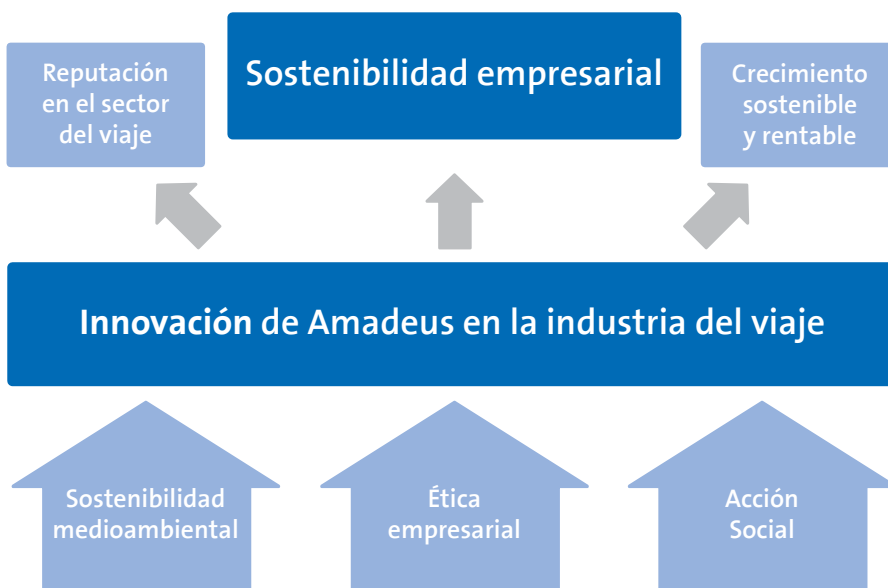 Reputación
en el sector
del viaje
Sostenibilidad empresarial
Crecimiento
sostenible
y rentable
Innovación de Amadeus en la industria del viaje
Sostenibilidad
medioambiental
Ética
empresarial
Acción
Social